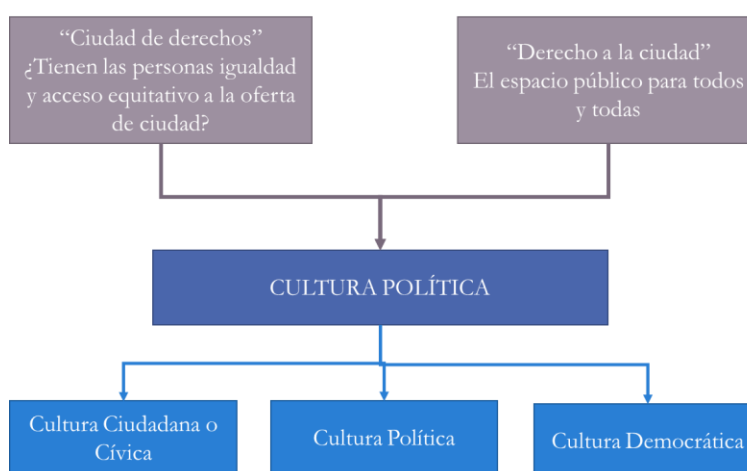 “Ciudad de derechos”
¿Tienen las personas igualdad
y acceso equitativo a la oferta
de ciudad?
“Derecho a la ciudad”
El espacio público para todos
y todas
CULTURA POLÍTICA
Cultura Ciudadana o
Cívica
Cultura Política
Cultura Democrática